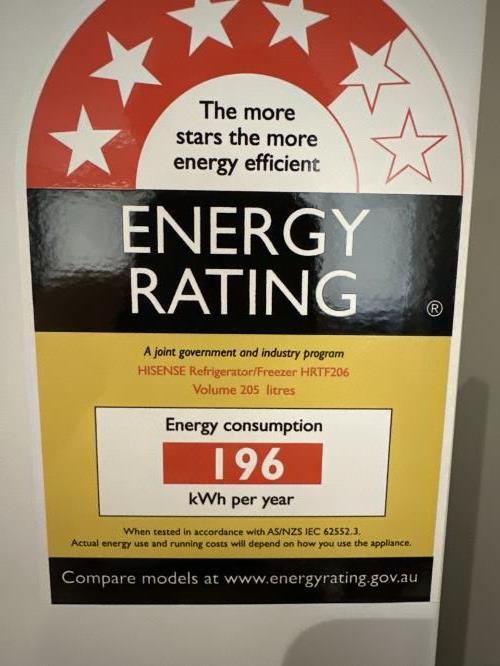 The more
stars the more
energy efficient
ENERGY
RATING
®
A joint government and industry program
HISENSE Refrigerator/Freezer HRTF206
Volume 205 litres
Energy consumption
196
kWh per year
When tested in accordance with AS/NZS IEC 62552.3.
Actual energy use and running costs will depend on how you use the appliance.
Compare models at www.energyrating.gov.au